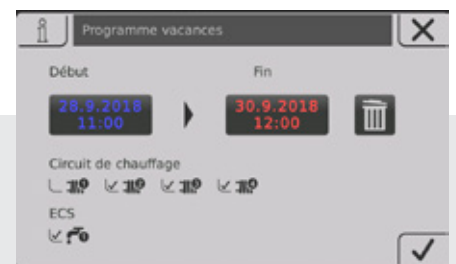 Programme vacances
Début Fin
28.9.2018 30.9.2018
11:00 12:00
Circuit de chauffage
ECS